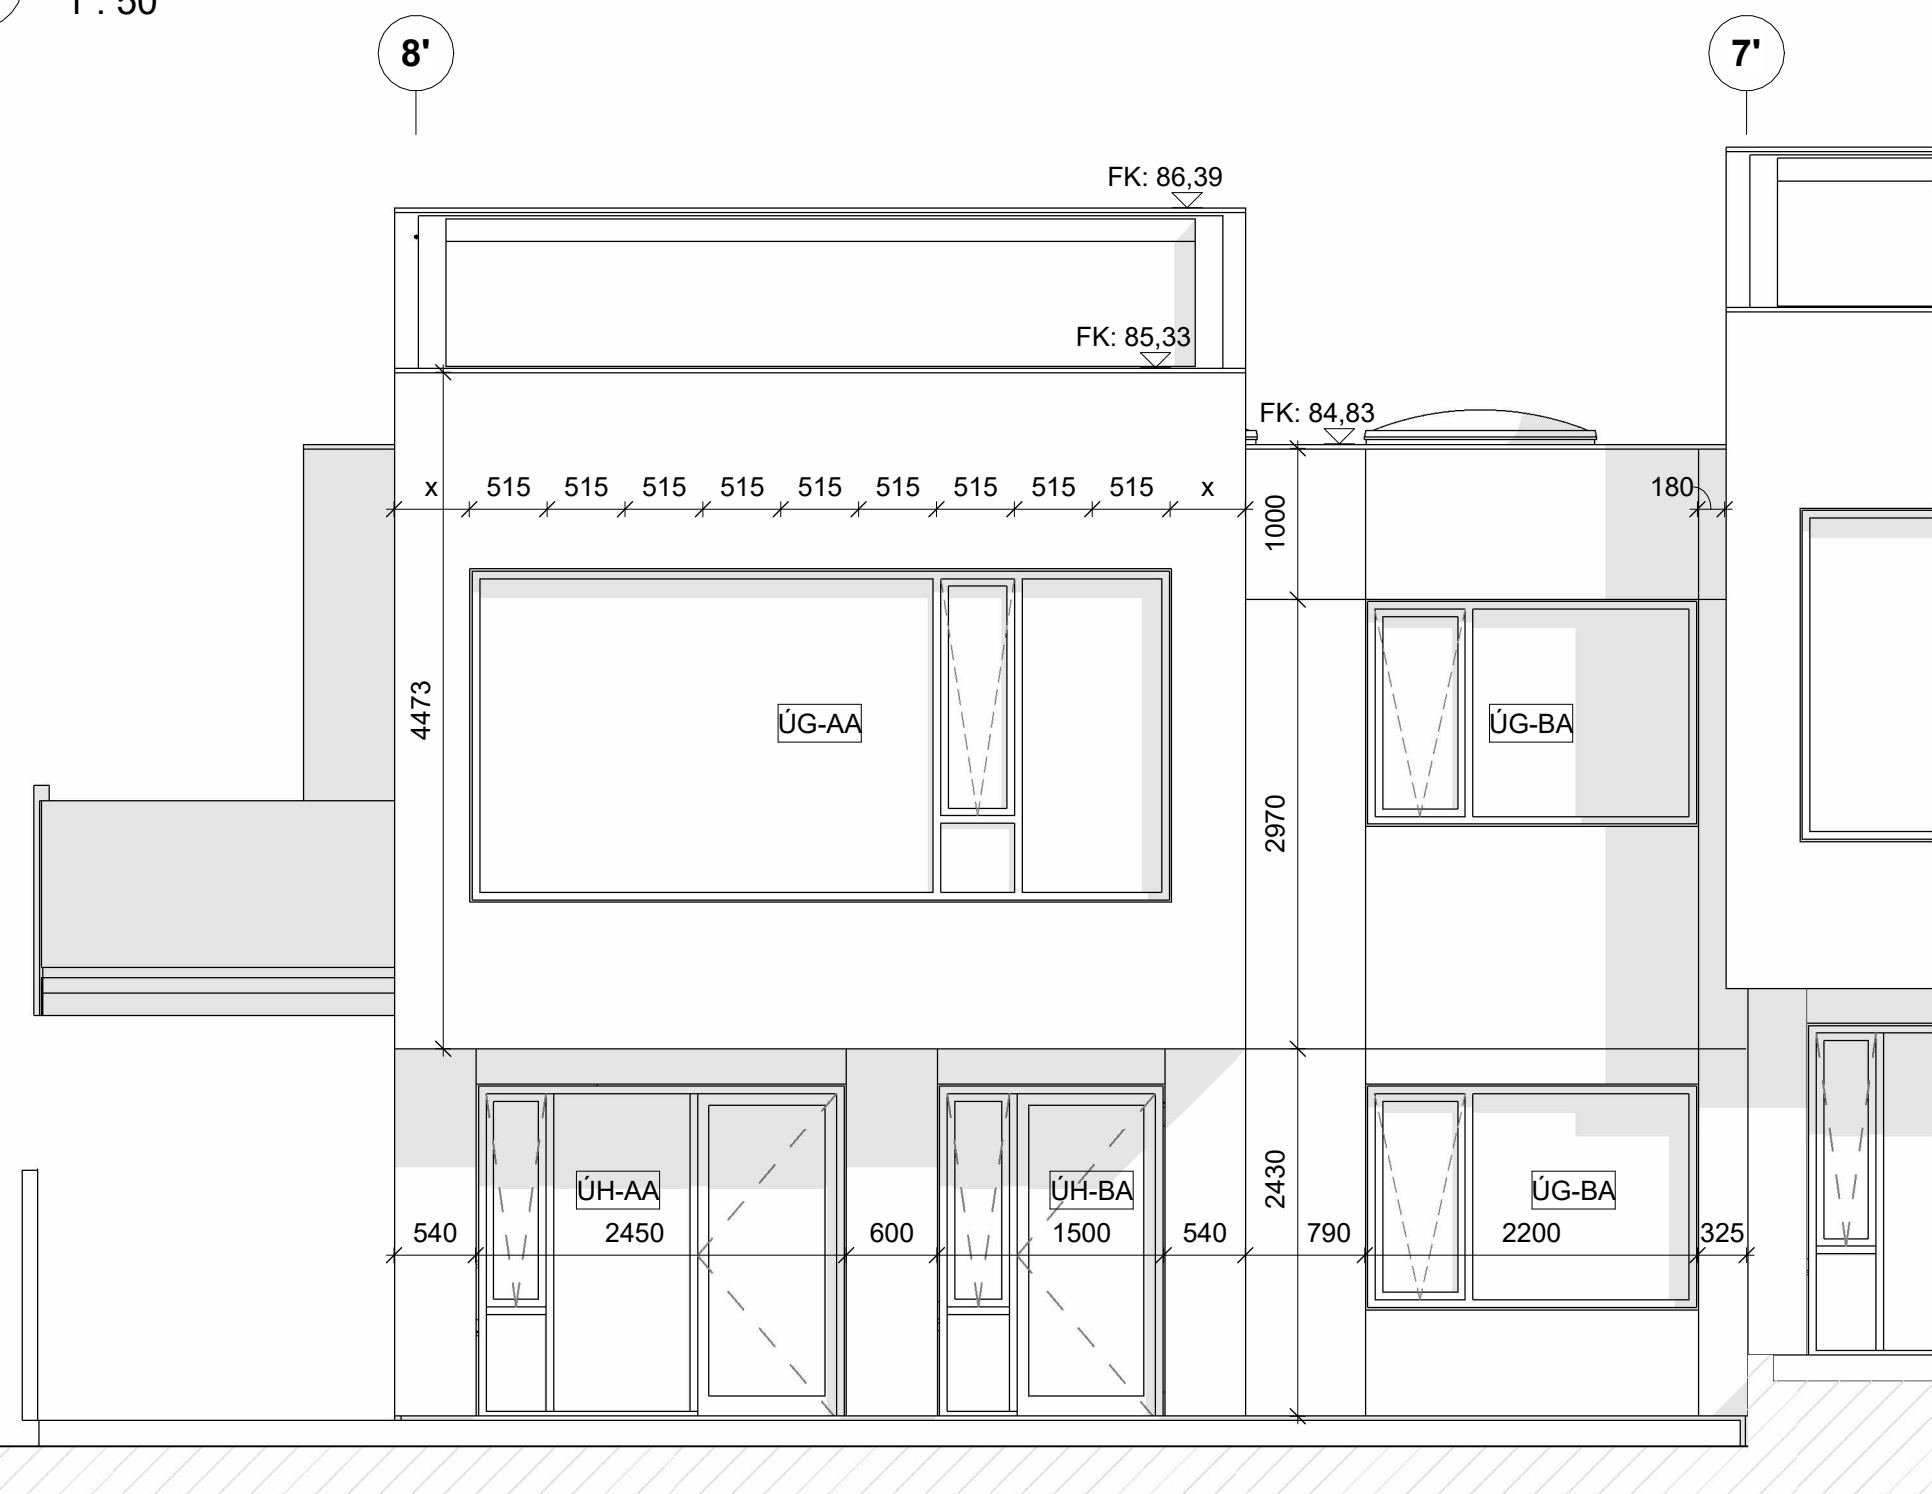 1 : 50
8'
7'
FK: 86,39
FK: 85,33
FK: 84,83
x 515 515 515 515 515 515 515 515 515 x
180
1000
4473
ÚG-AA
ÚG-BA
2970
ÚH-AA
ÚH-BA
ÚG-BA
2430
540 2450 600 1500 540 790 2200 325